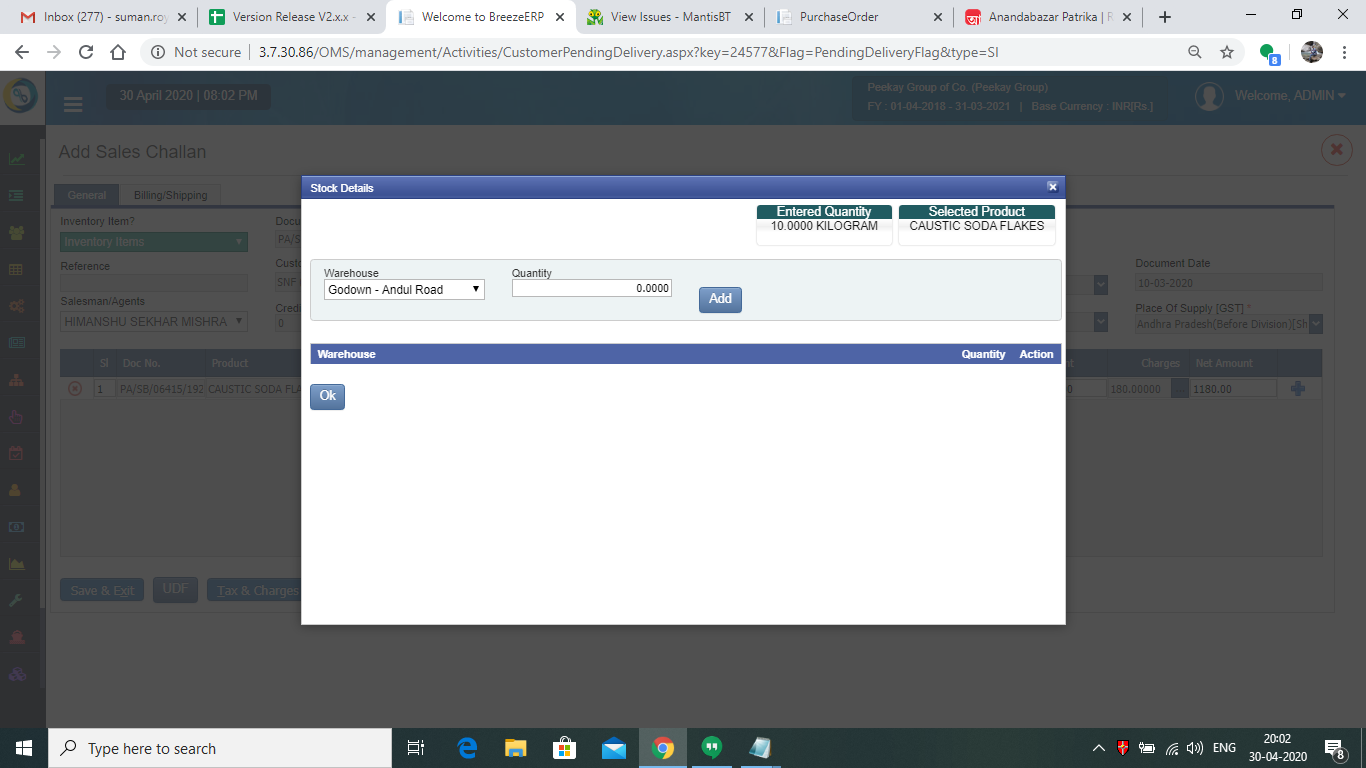 Inbox (277) - suman.roy
Version Release V2.x.x -
Welcome to BreezeERP
View Issues - MantisBT
PurchaseOrder
Anandabazar Patrika | R
Not secure | 3.7.30.86/OMS/management/Activities/CustomerPendingDelivery.aspx?key=24577&Flag=PendingDeliveryFlag&type=SI
8
30 April 2020 | 08:02 PM
Peekay Group of Co. (Peekay Group)
FY : 01-04-2018 - 31-03-2021 | Base Currency : INR[Rs ]
Welcome, ADMIN
Add Sales Challan
General Billing/Shipping
Stock Details
Entered Quantity
10.0000 KILOGRAM
Selected Product
CAUSTIC SODA FLAKES
Inventory Item?
Inventory Items
Docu
PA/S
Reference
Custo
SNF
Salesman/Agents
HIMANSHU SEKHAR MISHRA
Credi
0
Document Date
10-03-2020
Place Of Supply [GST] *
Andhra Pradesh(Before Division)[Sh
Warehouse
Godown - Andul Road
Quantity
0.0000
Add
Warehouse Quantity Action
Ok
Sl Doc No. Product nt Charges Net Amount
1 PA/SB/06415/192 CAUSTIC SODA FLA 0 180.00000 ... 1180.00
Save & Exit UDF Tax & Charges
Type here to search
ENG
20:02
30-04-2020
8